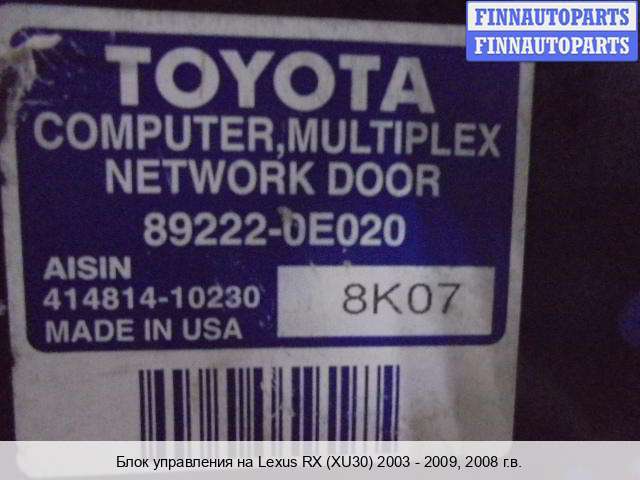 FINNAUTOPARTS
FINNAUTOPARTS
TOYOTA
COMPUTER,MULTIPLEX
NETWORK DOOR
89222-0E020
AISIN
414814-10230
8K07
MADE IN USA
Блок управления на Lexus RX (XU30) 2003 - 2009, 2008 г.в.